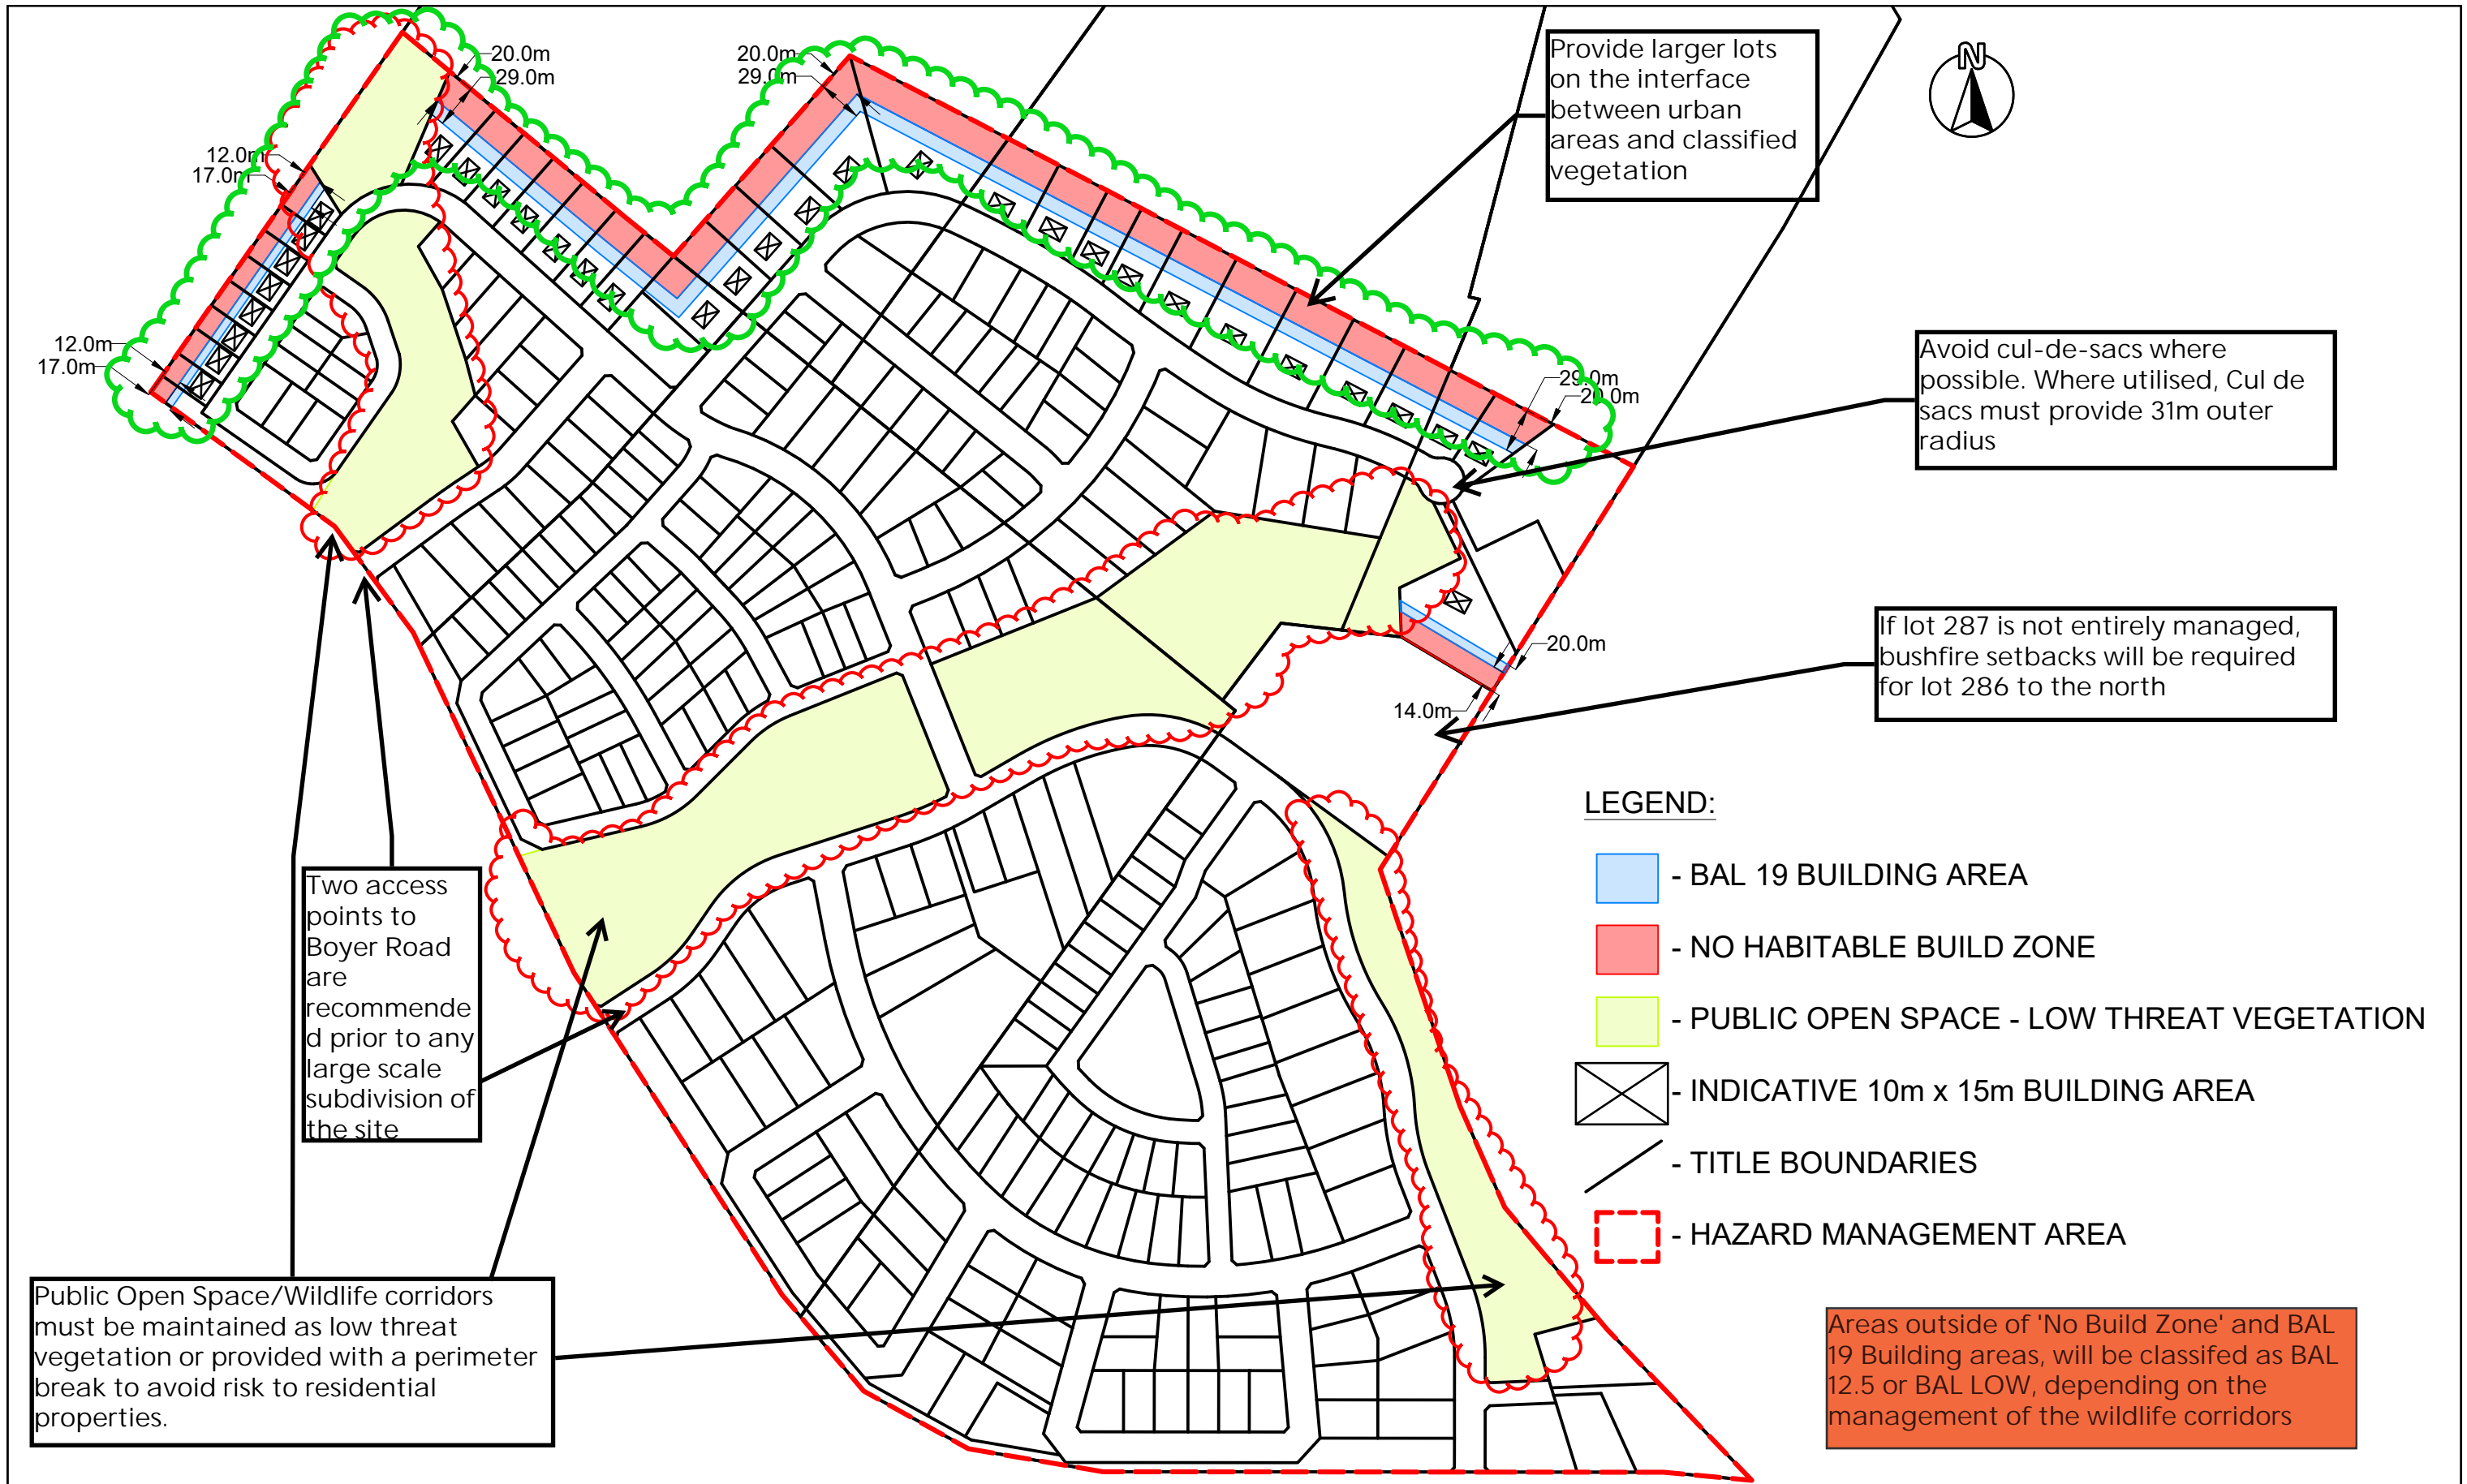 20.0m
29.0m
20.0m
29.0m
Provide larger lots
on the interface
between urban
areas and classified
vegetation
N
12.0m
17.0m
12.0m
17.0m
Avoid cul-de-sacs where
possible. Where utilised, Cul de
sacs must provide 31m outer
radius
29.0m
20.0m
If lot 287 is not entirely managed,
bushfire setbacks will be required
for lot 286 to the north
20.0m
14.0m
LEGEND:
- BAL 19 BUILDING AREA
- NO HABITABLE BUILD ZONE
- PUBLIC OPEN SPACE - LOW THREAT VEGETATION
- INDICATIVE 10m x 15m BUILDING AREA
- TITLE BOUNDARIES
- HAZARD MANAGEMENT AREA
Two access
points to
Boyer Road
are
recommende
d prior to any
large scale
subdivision of
the site
Public Open Space/Wildlife corridors
must be maintained as low threat
vegetation or provided with a perimeter
break to avoid risk to residential
properties.
Areas outside of 'No Build Zone' and BAL
19 Building areas, will be classifed as BAL
12.5 or BAL LOW, depending on the
management of the wildlife corridors